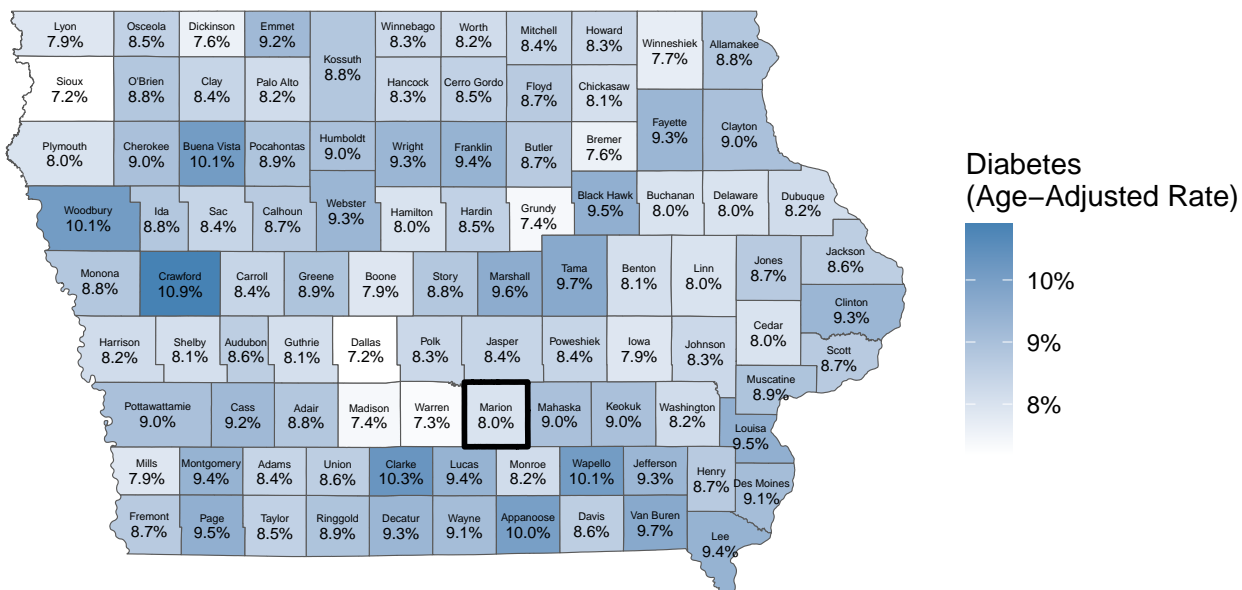 Lyon
7.9%
Osceola
8.5%
Dickinson
7.6%
Emmet
9.2%
Kossuth
8.8%
Winnebago
8.3%
Worth
8.2%
Mitchell
8.4%
Howard
8.3%
Winneshiek
7.7%
Allamakee
8.8%
Sioux
7.2%
O'Brien
8.8%
Clay
8.4%
Palo Alto
8.2%
Hancock
8.3%
Cerro Gordo
8.5%
Floyd
8.7%
Chickasaw
8.1%
Fayette
9.3%
Clayton
9.0%
Plymouth
8.0%
Cherokee
9.0%
Buena Vista
10.1%
Pocahontas
8.9%
Humboldt
9.0%
Wright
9.3%
Franklin
9.4%
Butler
8.7%
Bremer
7.6%
Woodbury
10.1%
Ida
8.8%
Sac
8.4%
Calhoun
8.7%
Webster
9.3%
Hamilton
8.0%
Hardin
8.5%
Grundy
7.4%
Black Hawk
9.5%
Buchanan
8.0%
Delaware
8.0%
Dubuque
8.2%
Monona
8.8%
Crawford
10.9%
Carroll
8.4%
Greene
8.9%
Boone
7.9%
Story
8.8%
Marshall
9.6%
Tama
9.7%
Benton
8.1%
Linn
8.0%
Jones
8.7%
Jackson
8.6%
Clinton
9.3%
Harrison
8.2%
Shelby
8.1%
Audubon
8.6%
Guthrie
8.1%
Dallas
7.2%
Polk
8.3%
Jasper
8.4%
Poweshiek
8.4%
Iowa
7.9%
Johnson
8.3%
Cedar
8.0%
Scott
8.7%
Muscatine
8.9%
Pottawattamie
9.0%
Cass
9.2%
Adair
8.8%
Madison
7.4%
Warren
7.3%
Marion
8.0%
Mahaska
9.0%
Keokuk
9.0%
Washington
8.2%
Louisa
9.5%
Mills
7.9%
Montgomery
9.4%
Adams
8.4%
Union
8.6%
Clarke
10.3%
Lucas
9.4%
Monroe
8.2%
Wapello
10.1%
Jefferson
9.3%
Henry
8.7%
Des Moines
9.1%
Fremont
8.7%
Page
9.5%
Taylor
8.5%
Ringgold
8.9%
Decatur
9.3%
Wayne
9.1%
Appanoose
10.0%
Davis
8.6%
Van Buren
9.7%
Lee
9.4%
Diabetes
(Age−Adjusted Rate)
10%
9%
8%